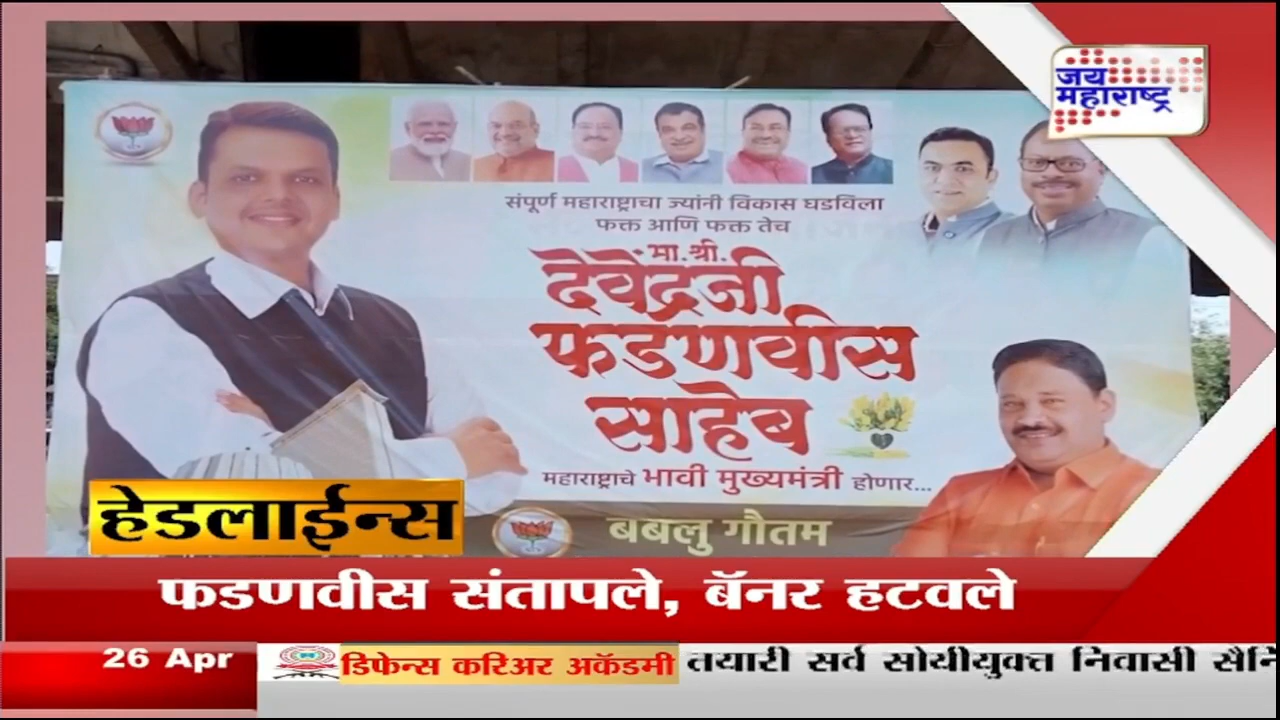 जय
महाराष्ट्र
संपूर्ण महाराष्ट्राचा ज्यांनी विकास घडविला
फक्त आणि फक्त तेच
मा.श्री.
देवेंद्रजी
फडणवीस
साहेब
महाराष्ट्राचे भावी मुख्यमंत्री होणार...
बबलु गौतम
हेडलाईन्स
फडणवीस संतापले, बॅनर हटवले
26 Apr
डिफेन्स करिअर अकॅडमी तयारी सर्व सोयीयुक्त निवासी सैनि